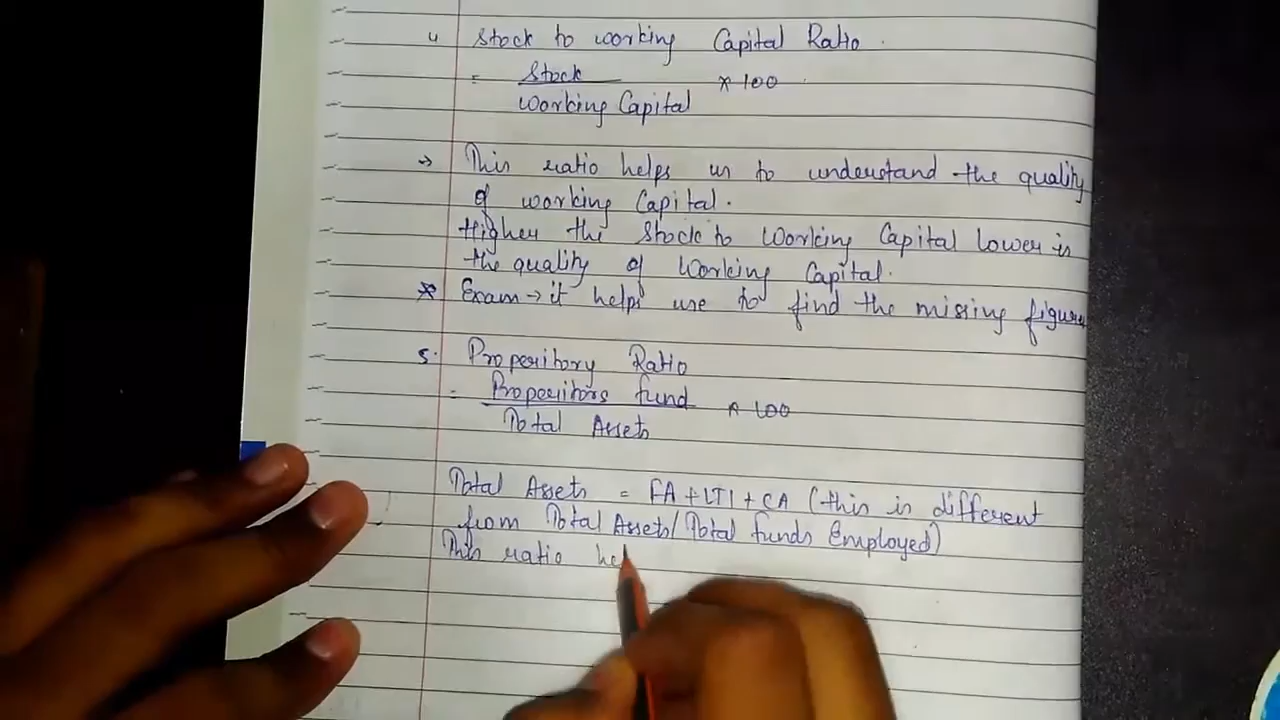 4 Stock to working Capital Ratio.
= Stock * 100
Working Capital
→ This ratio helps us to understand the quality
of working Capital.
Higher the Stock to Working Capital Lower is
the quality of Working Capital.
* Exam → it helps use to find the missing figure
5. Properitory Ratio
= Properitors fund * 100
Total Assets
Total Assets = FA + LTI + CA (this is different
from Total Assets/Total funds Employed)
This ratio he